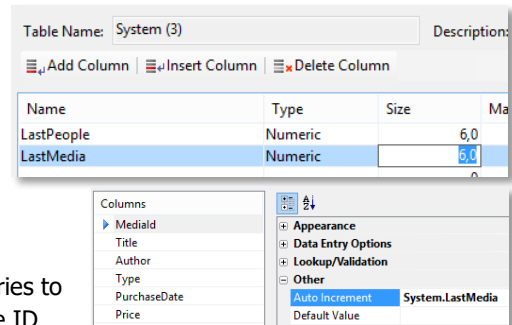 Table Name: System (3) Description:
Add Column Insert Column Delete Column
Name Type Size Ma
LastPeople Numeric 6,0
LastMedia Numeric 6,0
Columns
MediaId
Title
Author
Type
PurchaseDate
Price
Appearance
Data Entry Options
Lookup/Validation
Other
Auto Increment System.LastMedia
Default Value
ries to
ID